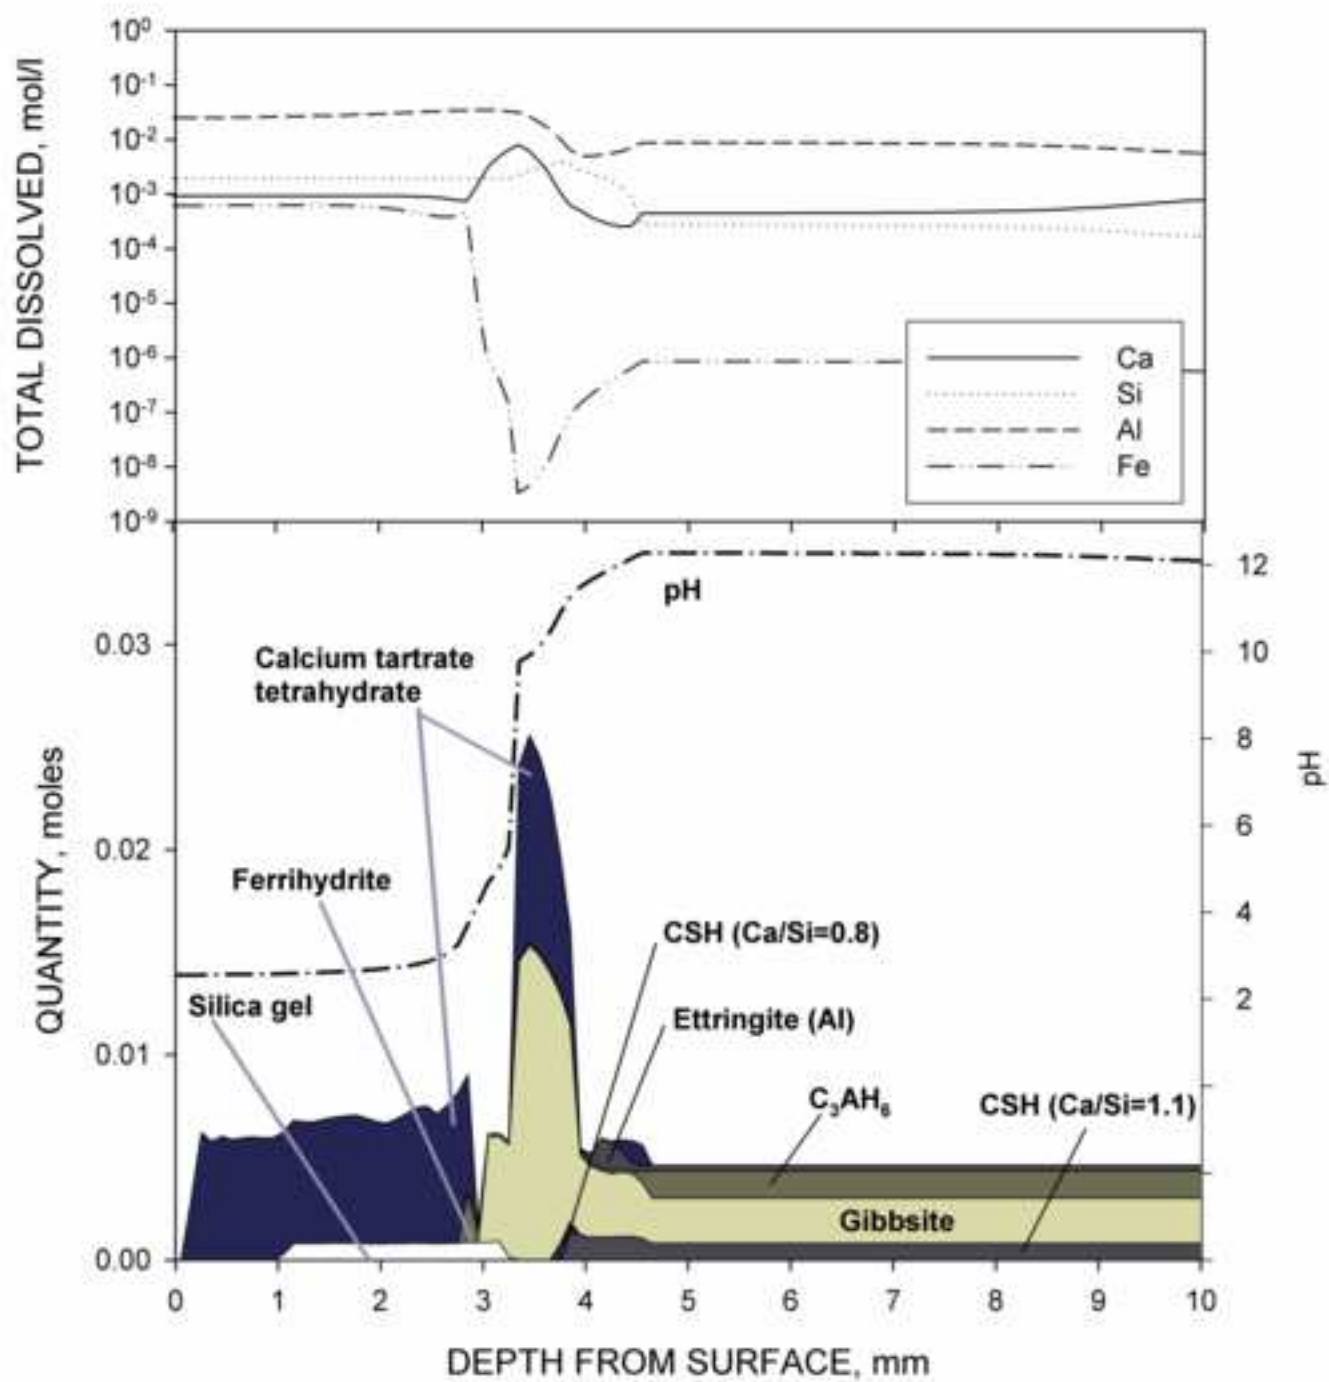 10⁰
10⁻¹
10⁻²
10⁻³
10⁻⁴
10⁻⁵
10⁻⁶
10⁻⁷
10⁻⁸
10⁻⁹
TOTAL DISSOLVED, mol/l
Ca
Si
Al
Fe
pH
Calcium tartrate
tetrahydrate
Ferrihydrite
Silica gel
CSH (Ca/Si=0.8)
Ettringite (Al)
C₃AH₆
CSH (Ca/Si=1.1)
Gibbsite
0.03
0.02
0.01
0.00
QUANTITY, moles
12
10
8
6
4
2
pH
0 1 2 3 4 5 6 7 8 9 10
DEPTH FROM SURFACE, mm